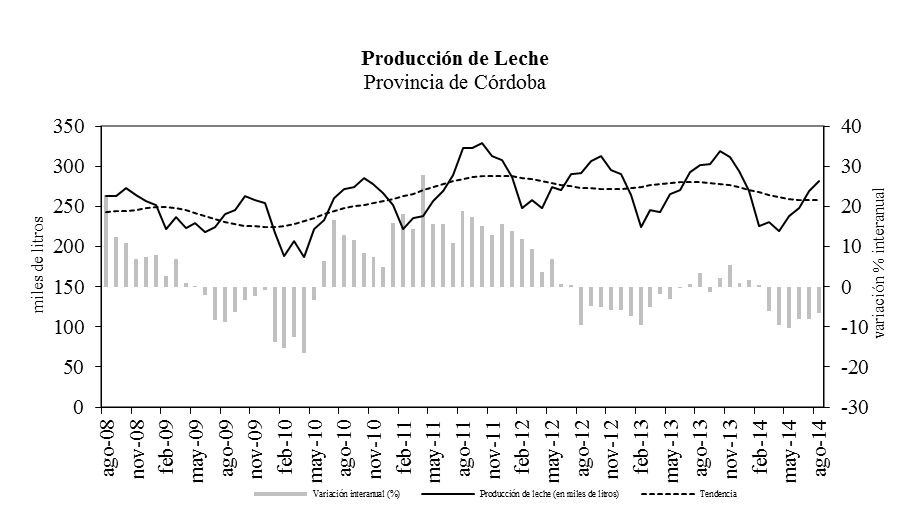 Producción de Leche
Provincia de Córdoba
350
300
250
200
150
100
50
0
miles de litros
40
30
20
10
0
-10
-20
-30
variación % interanual
ago-08
nov-08
feb-09
may-09
ago-09
nov-09
feb-10
may-10
ago-10
nov-10
feb-11
may-11
ago-11
nov-11
feb-12
may-12
ago-12
nov-12
feb-13
may-13
ago-13
nov-13
feb-14
may-14
ago-14
Variación interanual (%) Producción de leche (en miles de litros) Tendencia